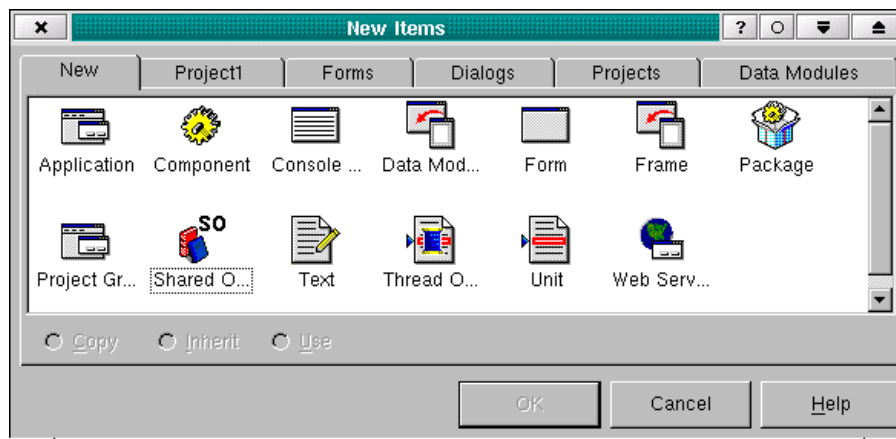 New Items
?
New Project1 Forms Dialogs Projects Data Modules
Application Component Console ... Data Mod... Form Frame Package
SO
Project Gr... Shared O... Text Thread O... Unit Web Serv...
Copy Inherit Use
OK Cancel Help